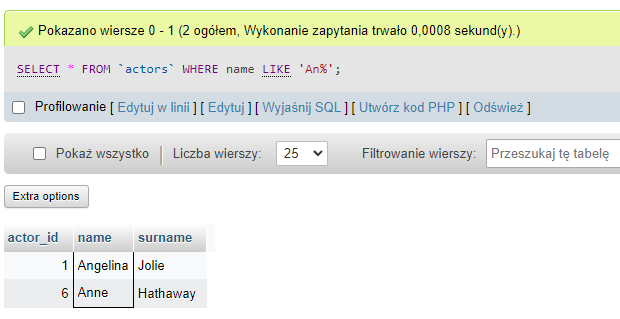 Pokazano wiersze 0 - 1 (2 ogółem, Wykonanie zapytania trwało 0,0008 sekund(y).)
SELECT * FROM `actors` WHERE name LIKE 'An%';
Profilowanie [ Edytuj w linii ] [ Edytuj ] [ Wyjaśnij SQL ] [ Utwórz kod PHP ] [ Odśwież ]
Pokaż wszystko | Liczba wierszy: 25 Filtrowanie wierszy: Przeszukaj tę tabelę
Extra options
actor_id name surname
1 Angelina Jolie
6 Anne Hathaway